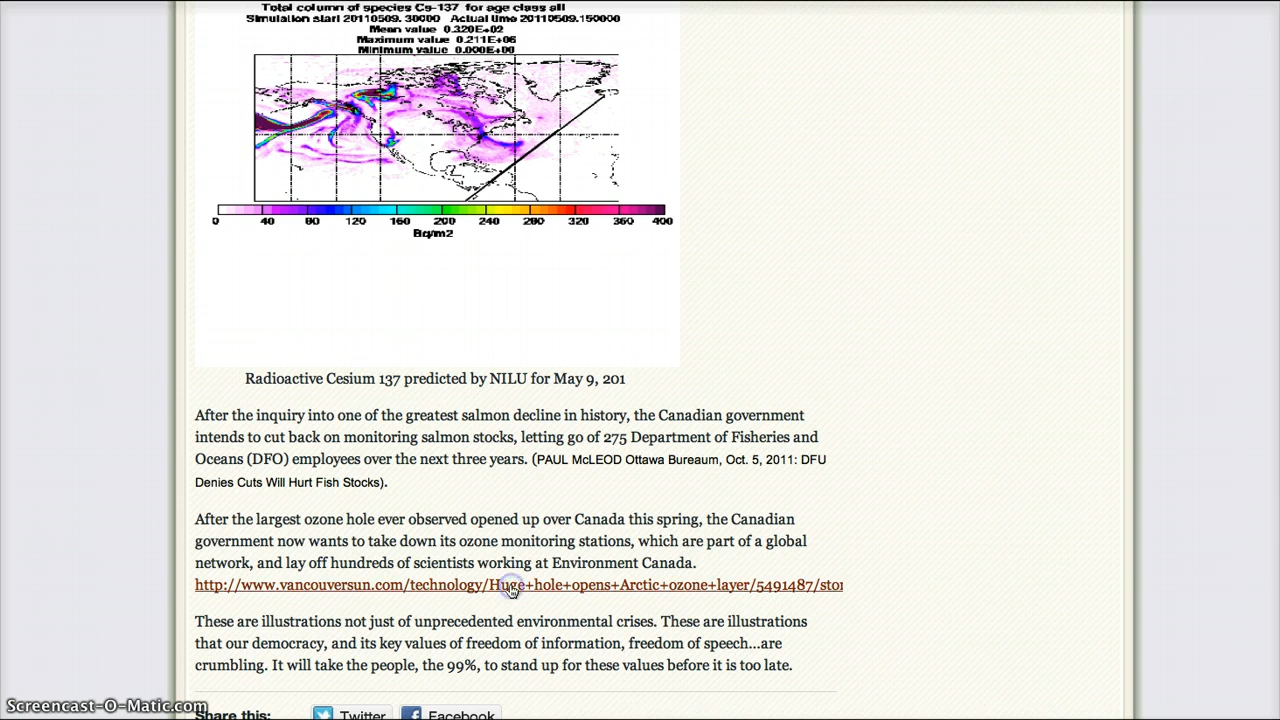 Total column of species Cs-137 for age class all
Simulation start 20110509. 30000 Actual time 20110509.150000
Mean value 0.320E+02
Maximum value 0.211E+06
Minimum value 0.000E+00
0 40 80 120 160 200 240 280 320 360 400
Bq/m2
Radioactive Cesium 137 predicted by NILU for May 9, 201
After the inquiry into one of the greatest salmon decline in history, the Canadian government
intends to cut back on monitoring salmon stocks, letting go of 275 Department of Fisheries and
Oceans (DFO) employees over the next three years. (PAUL McLEOD Ottawa Bureaum, Oct. 5, 2011: DFU
Denies Cuts Will Hurt Fish Stocks).
After the largest ozone hole ever observed opened up over Canada this spring, the Canadian
government now wants to take down its ozone monitoring stations, which are part of a global
network, and lay off hundreds of scientists working at Environment Canada.
http://www.vancouversun.com/technology/Huge+hole+opens+Arctic+ozone+layer/5491487/stor
These are illustrations not just of unprecedented environmental crises. These are illustrations
that our democracy, and its key values of freedom of information, freedom of speech...are
crumbling. It will take the people, the 99%, to stand up for these values before it is too late.
Share this: Twitter Facebook
Screencast-O-Matic.com